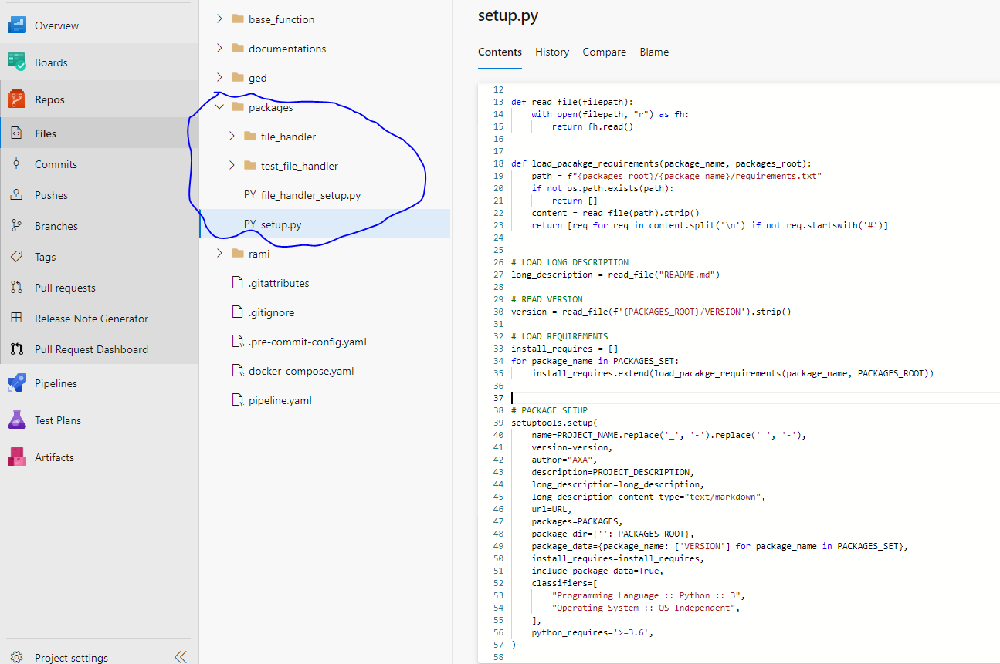 Overview
Boards
Repos
Files
Commits
Pushes
Branches
Tags
Pull requests
Release Note Generator
Pull Request Dashboard
Pipelines
Test Plans
Artifacts
Project settings
base_function
documentations
ged
packages
file_handler
test_file_handler
PY file_handler_setup.py
PY setup.py
rami
.gitattributes
.gitignore
.pre-commit-config.yaml
docker-compose.yaml
pipeline.yaml
setup.py
Contents History Compare Blame
12
13 def read_file(filepath):
14     with open(filepath, "r") as fh:
15         return fh.read()
16
17
18 def load_pacakge_requirements(package_name, packages_root):
19     path = f"{packages_root}/{package_name}/requirements.txt"
20     if not os.path.exists(path):
21         return []
22     content = read_file(path).strip()
23     return [req for req in content.split('\n') if not req.startswith('#')]
24
25
26 # LOAD LONG DESCRIPTION
27 long_description = read_file("README.md")
28
29 # READ VERSION
30 version = read_file(f'{PACKAGES_ROOT}/VERSION').strip()
31
32 # LOAD REQUIREMENTS
33 install_requires = []
34 for package_name in PACKAGES_SET:
35     install_requires.extend(load_pacakge_requirements(package_name, PACKAGES_ROOT))
36
37
38 # PACKAGE SETUP
39 setuptools.setup(
40     name=PROJECT_NAME.replace('_', '-').replace(' ', '-'),
41     version=version,
42     author="AXA",
43     description=PROJECT_DESCRIPTION,
44     long_description=long_description,
45     long_description_content_type="text/markdown",
46     url=URL,
47     packages=PACKAGES,
48     package_dir={'': PACKAGES_ROOT},
49     package_data={package_name: ['VERSION'] for package_name in PACKAGES_SET},
50     install_requires=install_requires,
51     include_package_data=True,
52     classifiers=[
53         "Programming Language :: Python :: 3",
54         "Operating System :: OS Independent",
55     ],
56     python_requires='>=3.6',
57 )
58